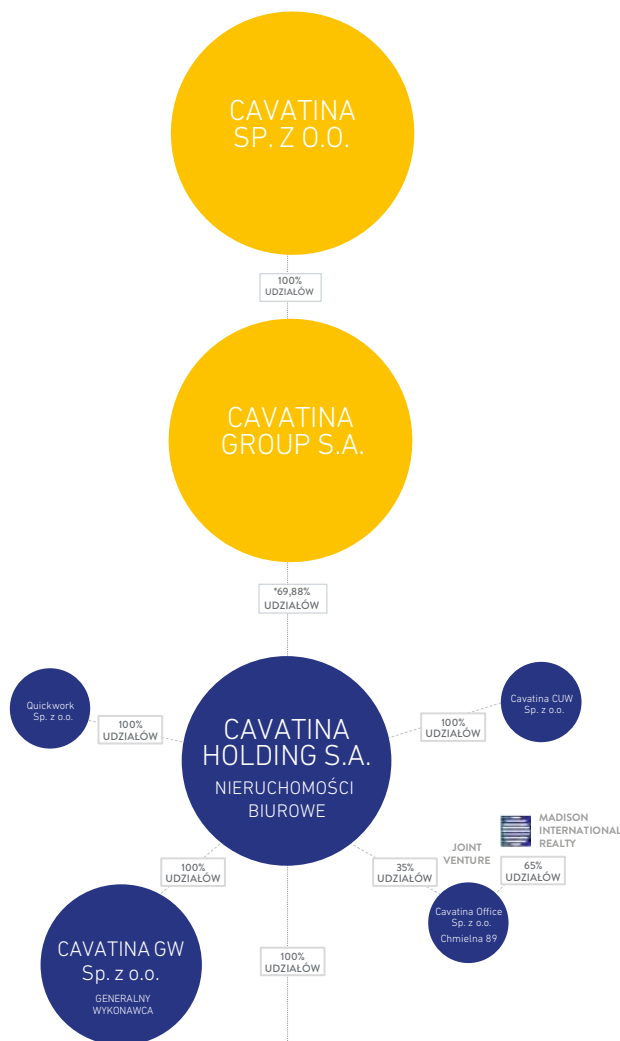 CAVATINA
SP. Z O.O.
100%
UDZIAŁÓW
CAVATINA
GROUP S.A.
*69,88%
UDZIAŁÓW
Quickwork
Sp. z o.o.
100%
UDZIAŁÓW
CAVATINA
HOLDING S.A.
NIERUCHOMOŚCI
BIUROWE
100%
UDZIAŁÓW
Cavatina CUW
Sp. z o.o.
MADISON
INTERNATIONAL
REALTY
JOINT
VENTURE
100%
UDZIAŁÓW
35%
UDZIAŁÓW
65%
UDZIAŁÓW
Cavatina Office
Sp. z o.o.
Chmielna 89
CAVATINA GW
Sp. z o.o.
GENERALNY
WYKONAWCA
100%
UDZIAŁÓW